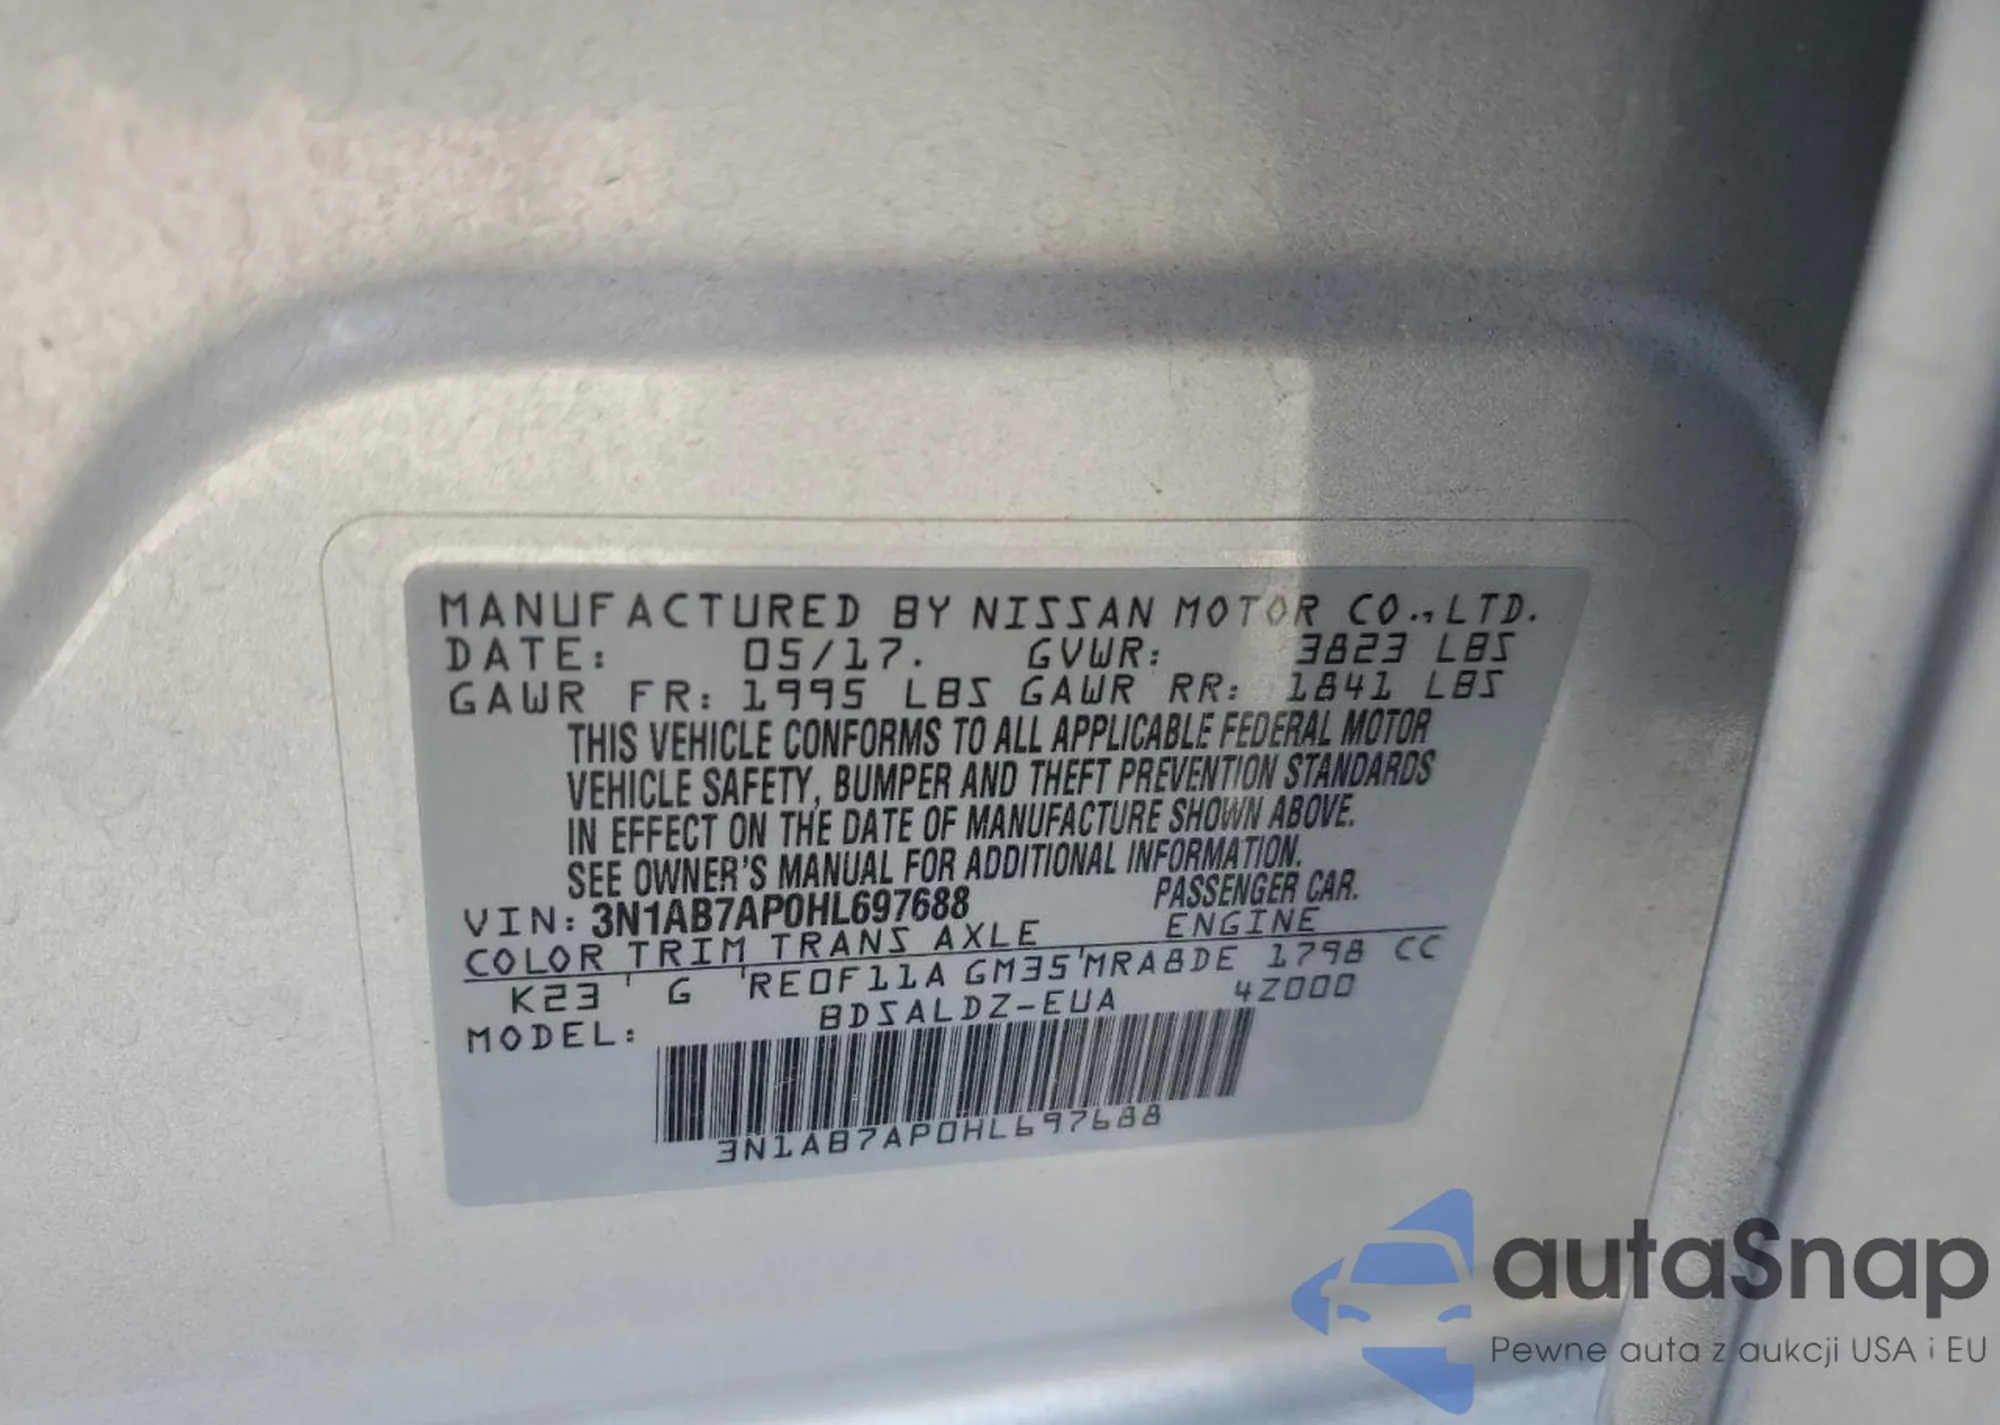 MANUFACTURED BY NISSAN MOTOR CO.,LTD.
DATE: 05/17. GVWR: 3823 LBS
GAWR FR: 1995 LBS GAWR RR: 1841 LBS
THIS VEHICLE CONFORMS TO ALL APPLICABLE FEDERAL MOTOR
VEHICLE SAFETY, BUMPER AND THEFT PREVENTION STANDARDS
IN EFFECT ON THE DATE OF MANUFACTURE SHOWN ABOVE.
SEE OWNER'S MANUAL FOR ADDITIONAL INFORMATION.
VIN: 3N1AB7AP0HL697688 PASSENGER CAR.
COLOR TRIM TRANS AXLE ENGINE
K23 G RE0F11A GM35 MRA8DE 1798 CC
MODEL: BDSALDZ-EUA 4Z000
3N1AB7AP0HL697688
autaSnap
Pewne auta z aukcji USA i EU